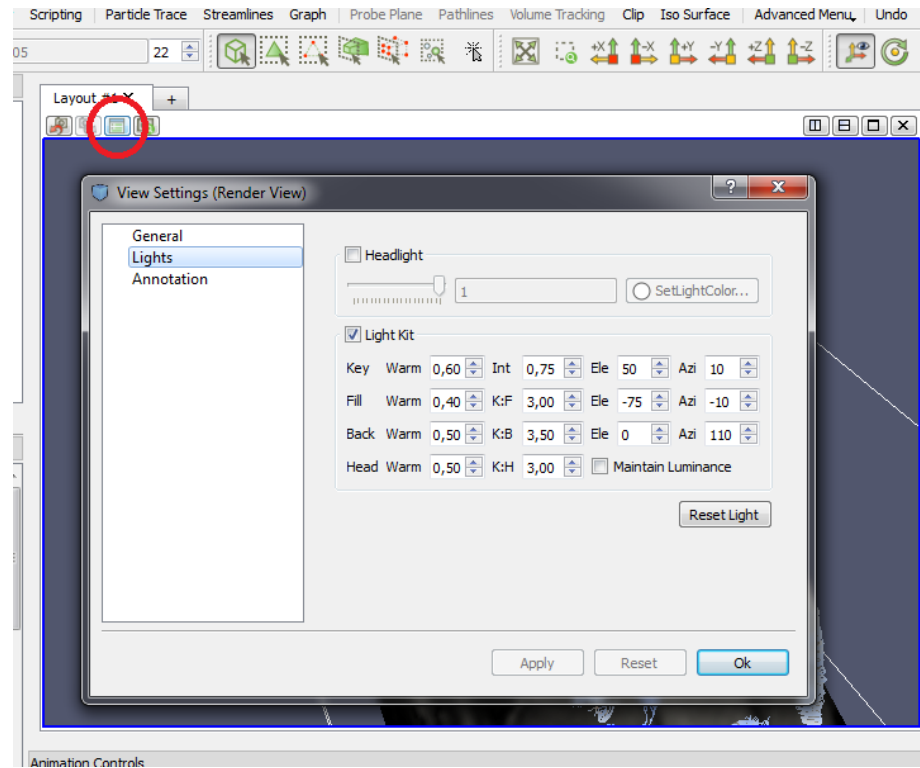 Scripting Particle Trace Streamlines Graph Probe Plane Pathlines Volume Tracking Clip Iso Surface Advanced Menu Undo
05 22 +X -X +Y -Y +Z -Z
Layout #1 X +
View Settings (Render View) ? X
General
Lights
Annotation
Headlight
1 SetLightColor...
Light Kit
Key Warm 0,60 Int 0,75 Ele 50 Azi 10
Fill Warm 0,40 K:F 3,00 Ele -75 Azi -10
Back Warm 0,50 K:B 3,50 Ele 0 Azi 110
Head Warm 0,50 K:H 3,00 Maintain Luminance
Reset Light
Apply Reset Ok
Animation Controls